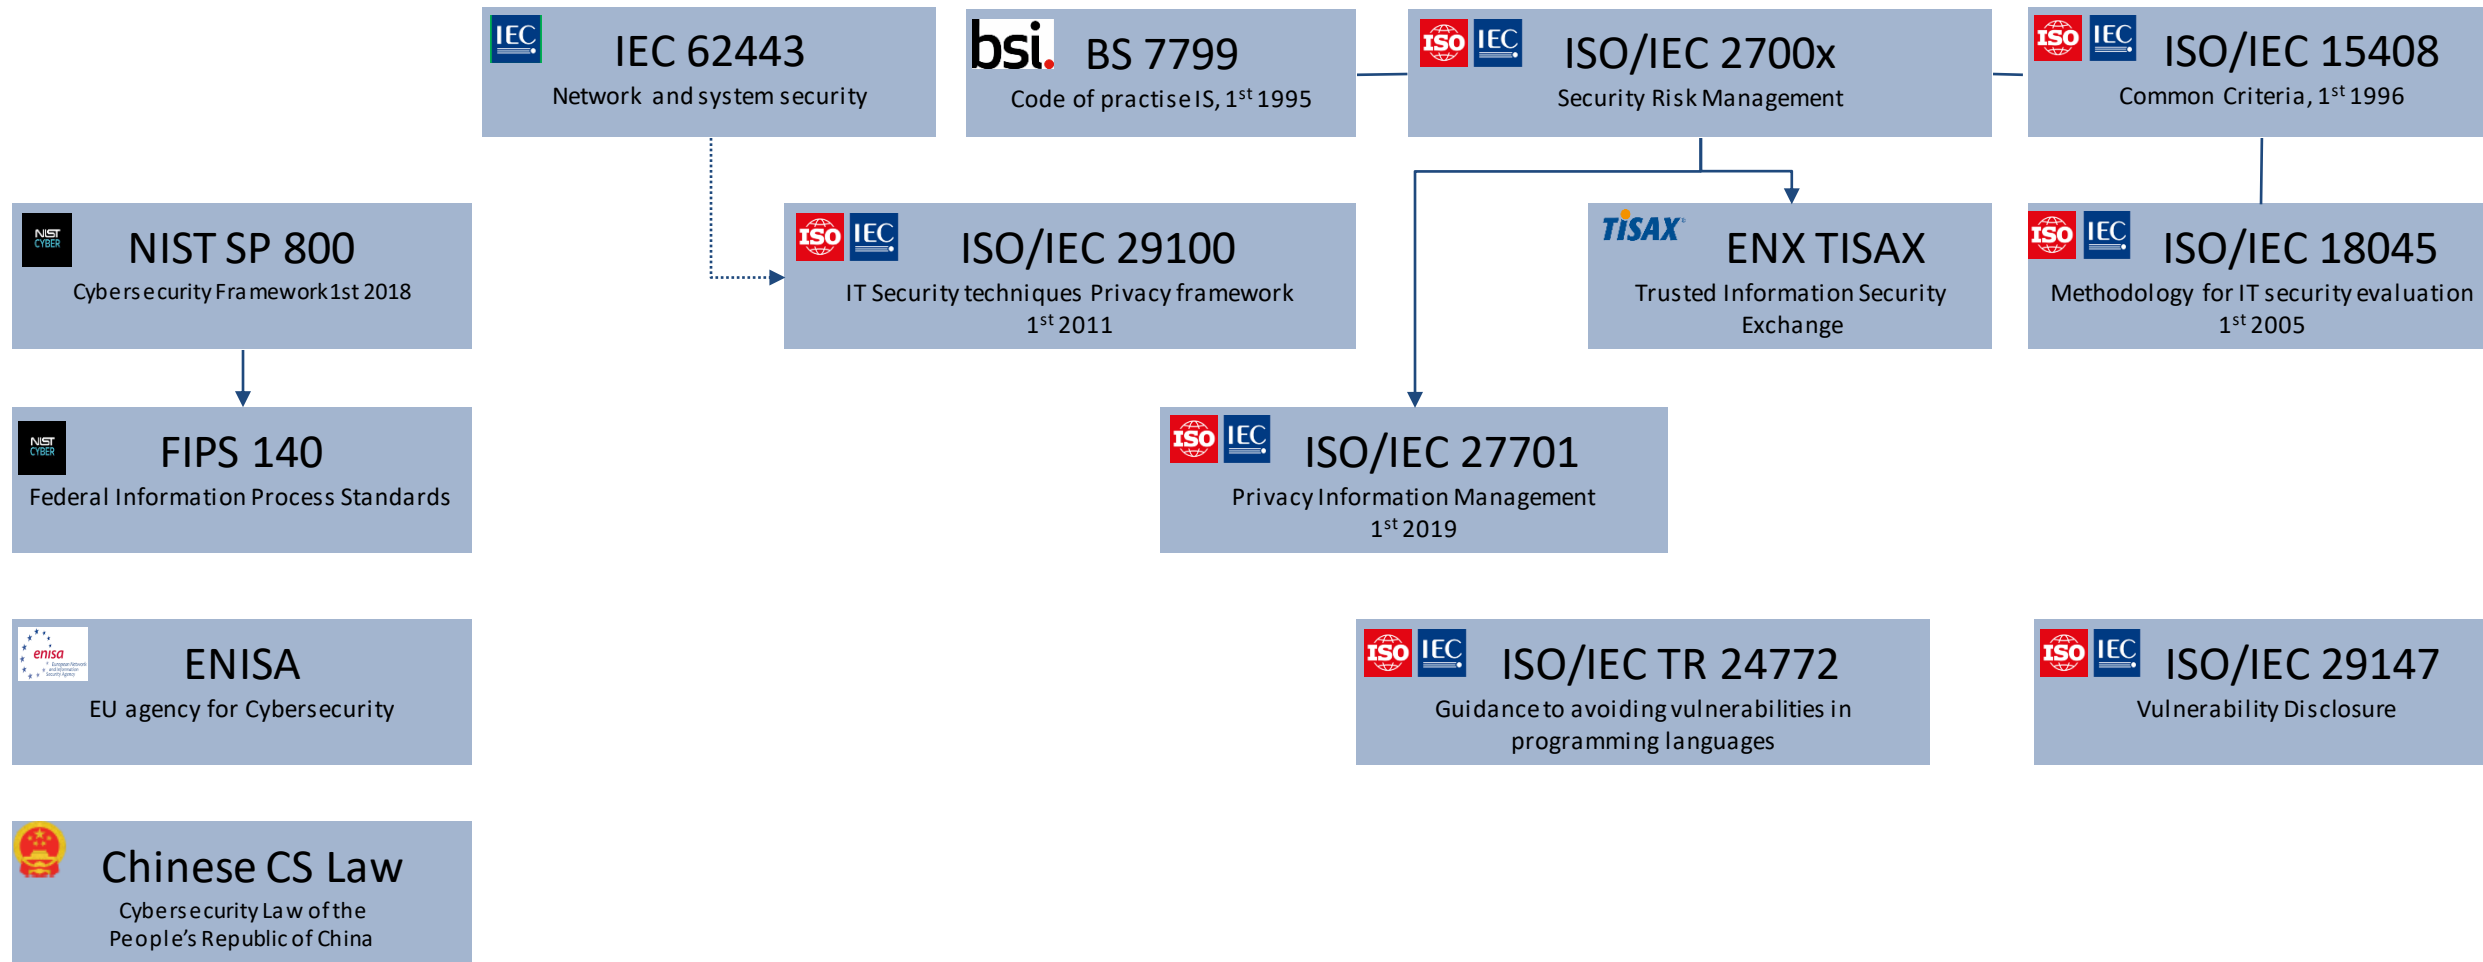 IEC
IEC 62443
Network and system security
bsi.
BS 7799
Code of practise IS, 1st 1995
ISO IEC
ISO/IEC 2700x
Security Risk Management
ISO IEC
ISO/IEC 15408
Common Criteria, 1st 1996
NIST
CYBER
NIST SP 800
Cybersecurity Framework 1st 2018
ISO IEC
ISO/IEC 29100
IT Security techniques Privacy framework
1st 2011
TISAX®
ENX TISAX
Trusted Information Security
Exchange
ISO IEC
ISO/IEC 18045
Methodology for IT security evaluation
1st 2005
NIST
CYBER
FIPS 140
Federal Information Process Standards
ISO IEC
ISO/IEC 27701
Privacy Information Management
1st 2019
enisa
European Network
and Information
Security Agency
ENISA
EU agency for Cybersecurity
ISO IEC
ISO/IEC TR 24772
Guidance to avoiding vulnerabilities in
programming languages
ISO IEC
ISO/IEC 29147
Vulnerability Disclosure
Chinese CS Law
Cybersecurity Law of the
People's Republic of China